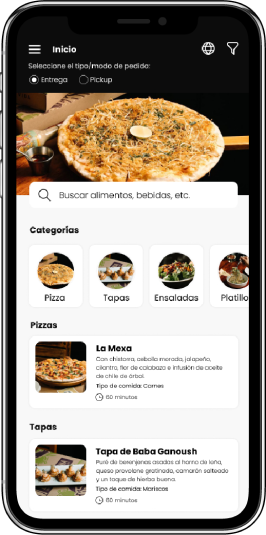 Inicio
Seleccione el tipo/modo de pedido:
Entrega Pickup
Buscar alimentos, bebidas, etc.
Categorías
Pizza Tapas Ensaladas Platillo
Pizzas
La Mexa
Con chistorra, cebolla morada, jalapeño,
cilantro, flor de calabaza e infusión de aceite
de chile de árbol.
Tipo de comida: Carnes
60 minutos
Tapas
Tapa de Baba Ganoush
Puré de berenjenas asadas al horno de leña,
queso provolone gratinado, camarón salteado
y un toque de hierba buena.
Tipo de comida: Mariscos
60 minutos